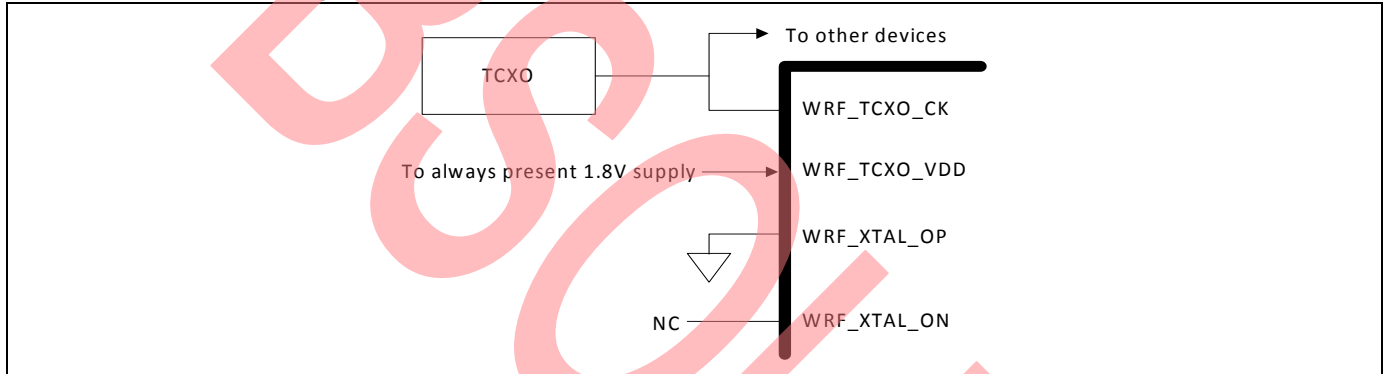 To other devices
TCXO
WRF_TCXO_CK
To always present 1.8V supply
WRF_TCXO_VDD
WRF_XTAL_OP
NC
WRF_XTAL_ON